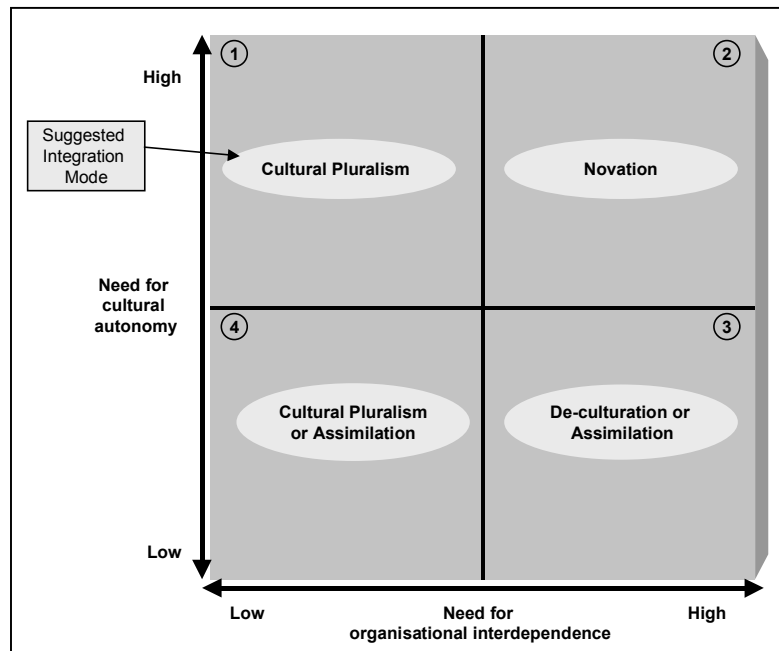 1
2
High
Suggested
Integration
Mode
Cultural Pluralism
Novation
Need for
cultural
autonomy
4
3
Cultural Pluralism
or Assimilation
De-culturation or
Assimilation
Low
Low
Need for
organisational interdependence
High